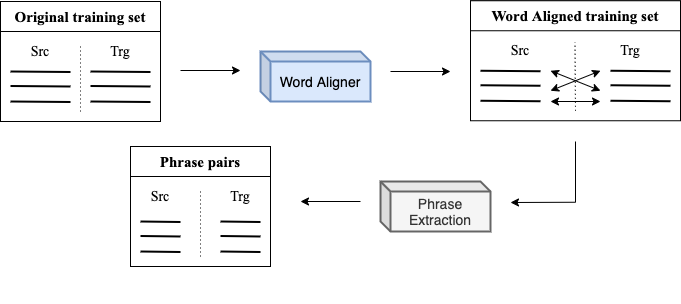 Original training set
Src Trg
Word Aligner
Word Aligned training set
Src Trg
Phrase pairs
Src Trg
Phrase
Extraction